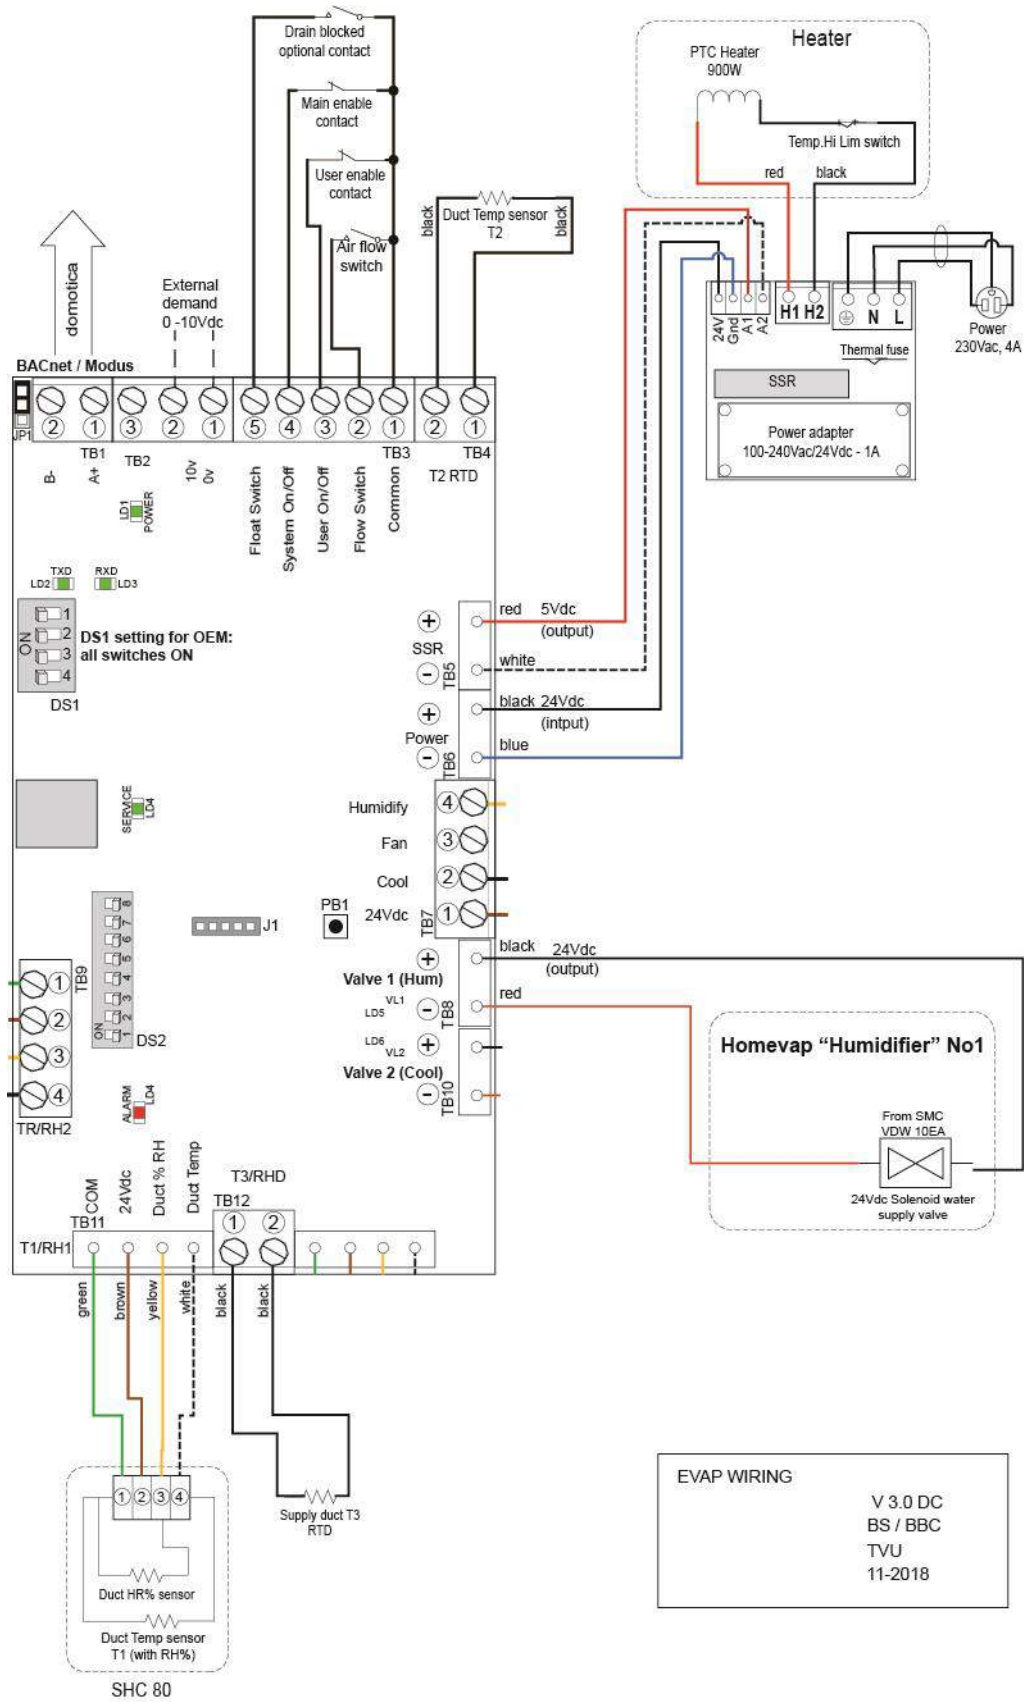 Drain blocked
optional contact
Main enable
contact
User enable
contact
Air flow
switch
black
Duct Temp sensor
T2
black
Heater
PTC Heater
900W
Temp.Hi Lim switch
red
black
24V
Gnd
A1
A2
H1 H2
N
L
Thermal fuse
SSR
Power adapter
100-240Vac/24Vdc - 1A
Power
230Vac, 4A
domotica
External
demand
0 -10Vdc
BACnet / Modus
JP1
2
1
3
2
1
5
4
3
2
1
2
1
TB1
TB2
TB3
TB4
T2 RTD
B-
A+
10v
0v
Float Switch
System On/Off
User On/Off
Flow Switch
Common
LD1
POWER
TXD
LD2
RXD
LD3
ON
1
2
3
4
DS1
DS1 setting for OEM:
all switches ON
+
SSR
-
TB5
red
5Vdc
(output)
white
+
Power
-
TB6
black
24Vdc
(intput)
blue
Humidify
4
Fan
3
Cool
2
24Vdc
1
TB7
SERVICE
LD4
J1
PB1
8
7
6
5
4
3
2
1
ON
DS2
+
Valve 1 (Hum)
VL1
LD5
-
TB8
black
24Vdc
(output)
red
LD6
VL2
+
Valve 2 (Cool)
-
TB10
TB9
1
2
3
4
TR/RH2
ALARM
LD4
Homevap “Humidifier” No1
From SMC
VDW 10EA
24Vdc Solenoid water
supply valve
COM
24Vdc
Duct % RH
Duct Temp
TB11
T1/RH1
T3/RHD
TB12
1
2
green
brown
yellow
white
black
black
1
2
3
4
Duct HR% sensor
Duct Temp sensor
T1 (with RH%)
SHC 80
Supply duct T3
RTD
EVAP WIRING
V 3.0 DC
BS / BBC
TVU
11-2018